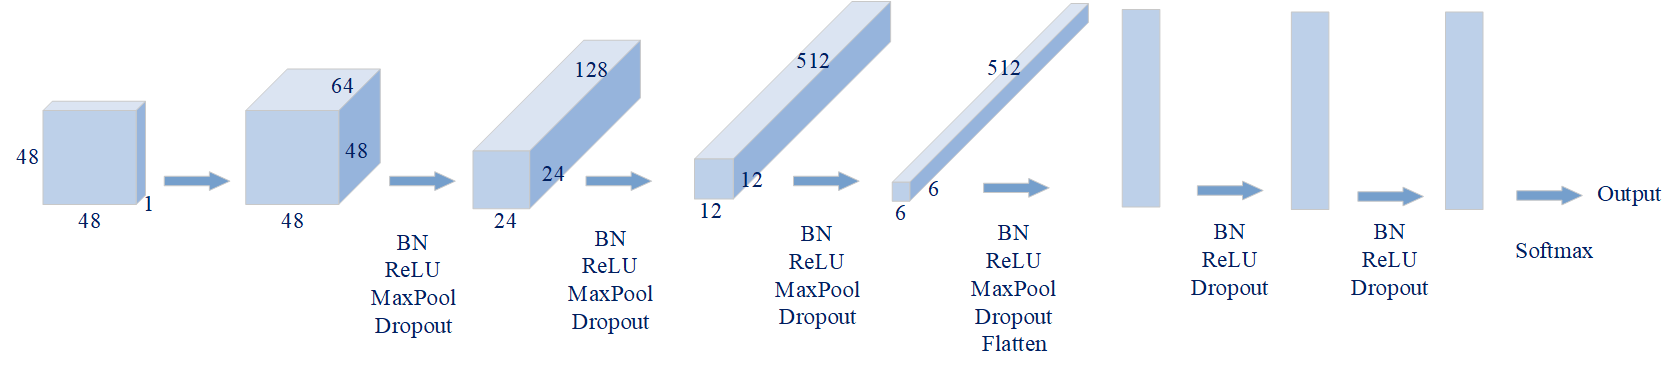 48
48
1
64
48
48
BN
ReLU
MaxPool
Dropout
128
24
24
BN
ReLU
MaxPool
Dropout
512
12
12
BN
ReLU
MaxPool
Dropout
512
6
6
BN
ReLU
MaxPool
Dropout
Flatten
BN
ReLU
Dropout
BN
ReLU
Dropout
Softmax
Output